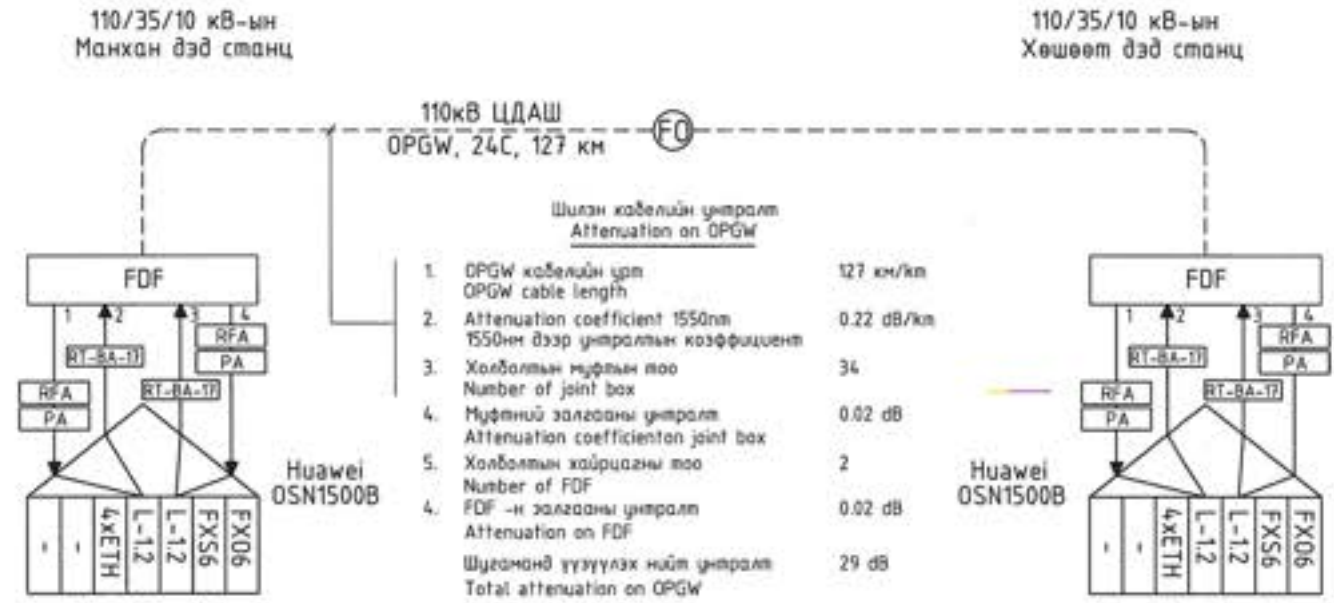 110/35/10 кВ-ын
Манхан дэд станц
110/35/10 кВ-ын
Хөшөөт дэд станц
110кВ ЦДАШ
OPGW, 24C, 127 км
FO
Шилэн кабелийн унтралт
Attenuation on OPGW
1. OPGW кабелийн урт 127 км/km
OPGW cable length
2. Attenuation coefficient 1550nm 0.22 dB/km
1550нм дээр унтралтын коэффициент
3. Холболтын муфтын тоо 34
Number of joint box
4. Муфтний залгааны унтралт 0.02 dB
Attenuation coefficienton joint box
5. Холболтын хайрцагны тоо 2
Number of FDF
4. FDF -н залгааны унтралт 0.02 dB
Attenuation on FDF
Шугаманд үзүүлэх нийт унтралт 29 dB
Total attenuation on OPGW
FDF
1 2 3 4
RFA
PA
RT-BA-17
RT-BA-17
RFA
PA
Huawei
OSN1500B
-
-
4xETH
L-1.2
L-1.2
FXS6
FXO6
FDF
1 2 3 4
RFA
PA
RT-BA-17
RT-BA-17
RFA
PA
Huawei
OSN1500B
-
-
4xETH
L-1.2
L-1.2
FXS6
FXO6